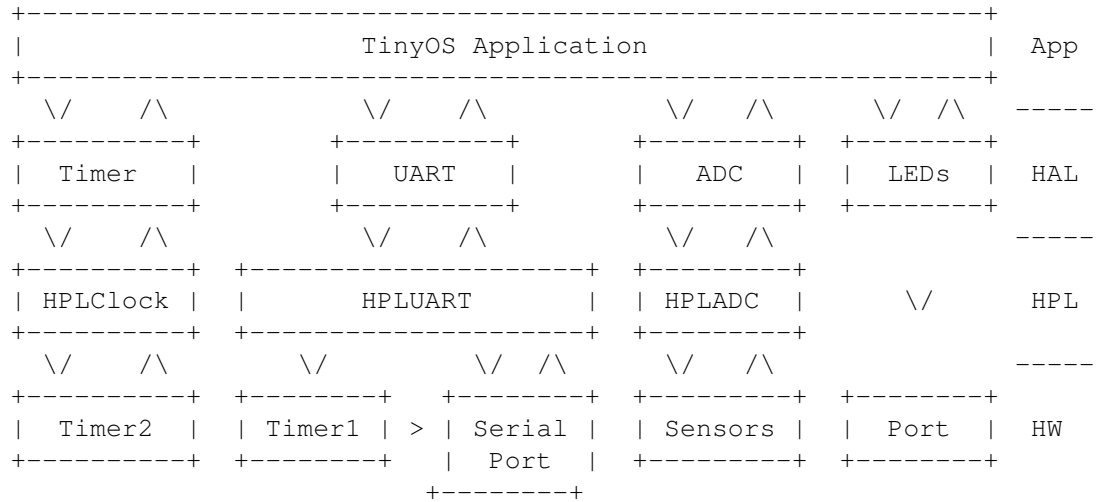 +-----------------------------------------------------------+
|                     TinyOS Application                    |  App
+-----------------------------------------------------------+
  \/    /\            \/    /\            \/  /\     \/  /\   -----
+----------+        +----------+       +---------+  +--------+
|  Timer   |        |   UART   |       |   ADC   |  |  LEDs  |  HAL
+----------+        +----------+       +---------+  +--------+
  \/    /\            \/    /\           \/  /\               -----
+----------+  +---------------------+  +---------+
| HPLClock |  |       HPLUART       |  | HPLADC  |      \/      HPL
+----------+  +---------------------+  +---------+
  \/    /\        \/         \/  /\      \/  /\               -----
+----------+  +--------+   +--------+  +---------+  +--------+
|  Timer2  |  | Timer1 | > | Serial |  | Sensors |  |  Port  |  HW
+----------+  +--------+   |  Port  |  +---------+  +--------+
+--------+